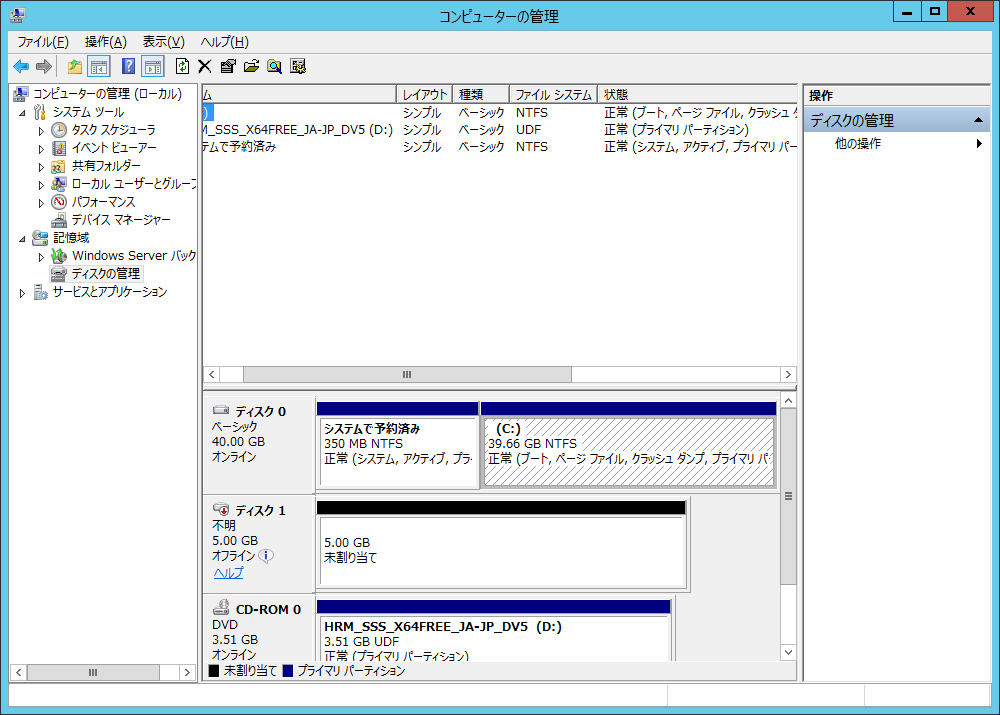 コンピューターの管理
ファイル(F) 操作(A) 表示(V) ヘルプ(H)
コンピューターの管理 (ローカル)
システム ツール
タスク スケジューラ
イベント ビューアー
共有フォルダー
ローカル ユーザーとグルー
パフォーマンス
デバイス マネージャー
記憶域
Windows Server バック
ディスクの管理
サービスとアプリケーション
レイアウト 種類 ファイル システム 状態
シンプル ベーシック NTFS 正常 (ブート, ページ ファイル, クラッシュ
M_SSS_X64FREE_JA-JP_DV5 (D:) シンプル ベーシック UDF 正常 (プライマリ パーティション)
テムで予約済み シンプル ベーシック NTFS 正常 (システム, アクティブ, プライマリ パー
ディスク 0
ベーシック
40.00 GB
オンライン
システムで予約済み
350 MB NTFS
正常 (システム, アクティブ, プラ
(C:)
39.66 GB NTFS
正常 (ブート, ページ ファイル, クラッシュ ダンプ, プライマリ パ
ディスク 1
不明
5.00 GB
オフライン
ヘルプ
5.00 GB
未割り当て
CD-ROM 0
DVD
3.51 GB
オンライン
HRM_SSS_X64FREE_JA-JP_DV5 (D:)
3.51 GB UDF
正常 (プライマリ パーティション)
未割り当て プライマリ パーティション
操作
ディスクの管理
他の操作